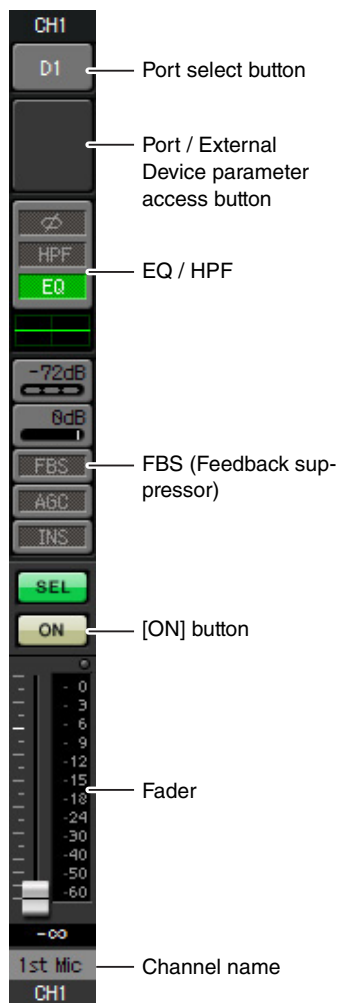 CH1
D1
Port select button
Port / External
Device parameter
access button
HPF
EQ
EQ / HPF
-72dB
0dB
FBS
FBS (Feedback sup-
pressor)
AGC
INS
SEL
ON
[ON] button
- 0
- 3
- 6
- 9
-12
-15
-18
-24
-30
-40
-50
-60
Fader
-∞
1st Mic
Channel name
CH1